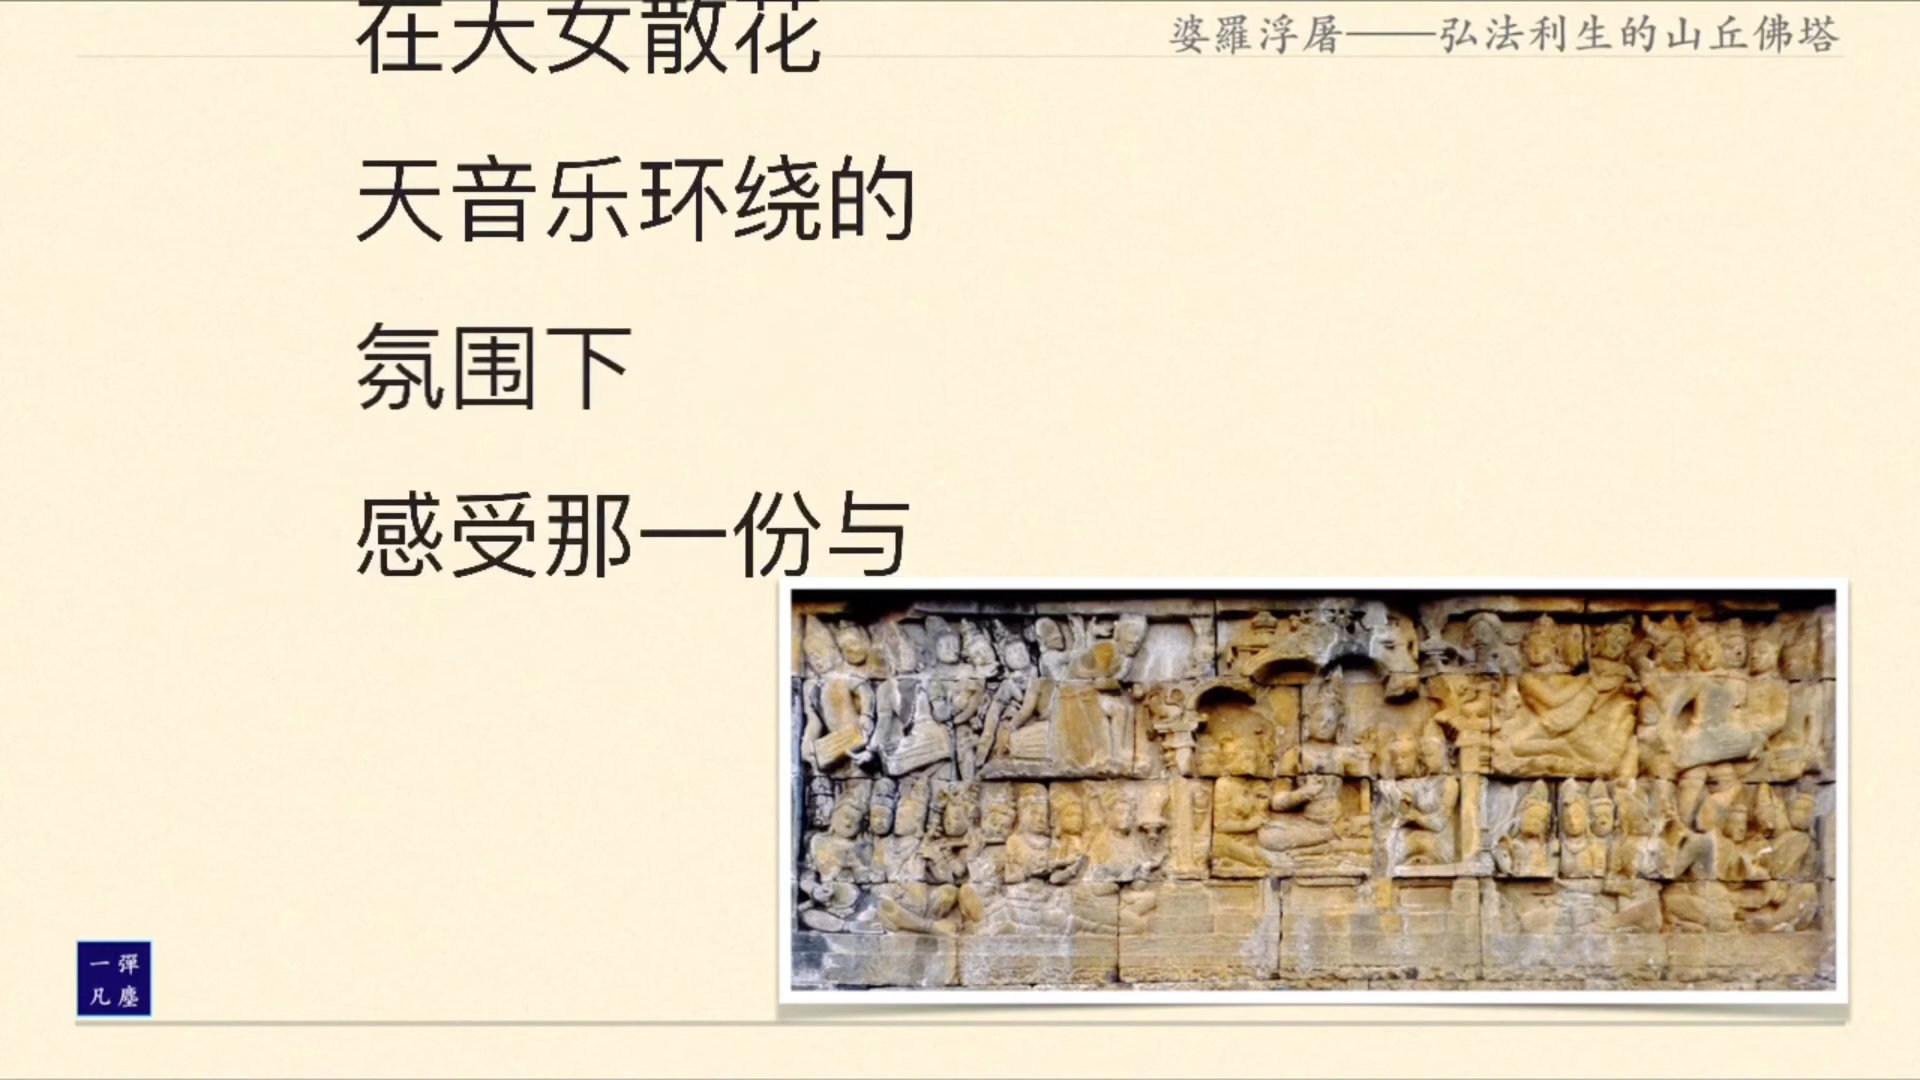 婆羅浮屠——弘法利生的山丘佛塔
在天女散花
天音乐环绕的
氛围下
感受那一份与
一彈
凡塵